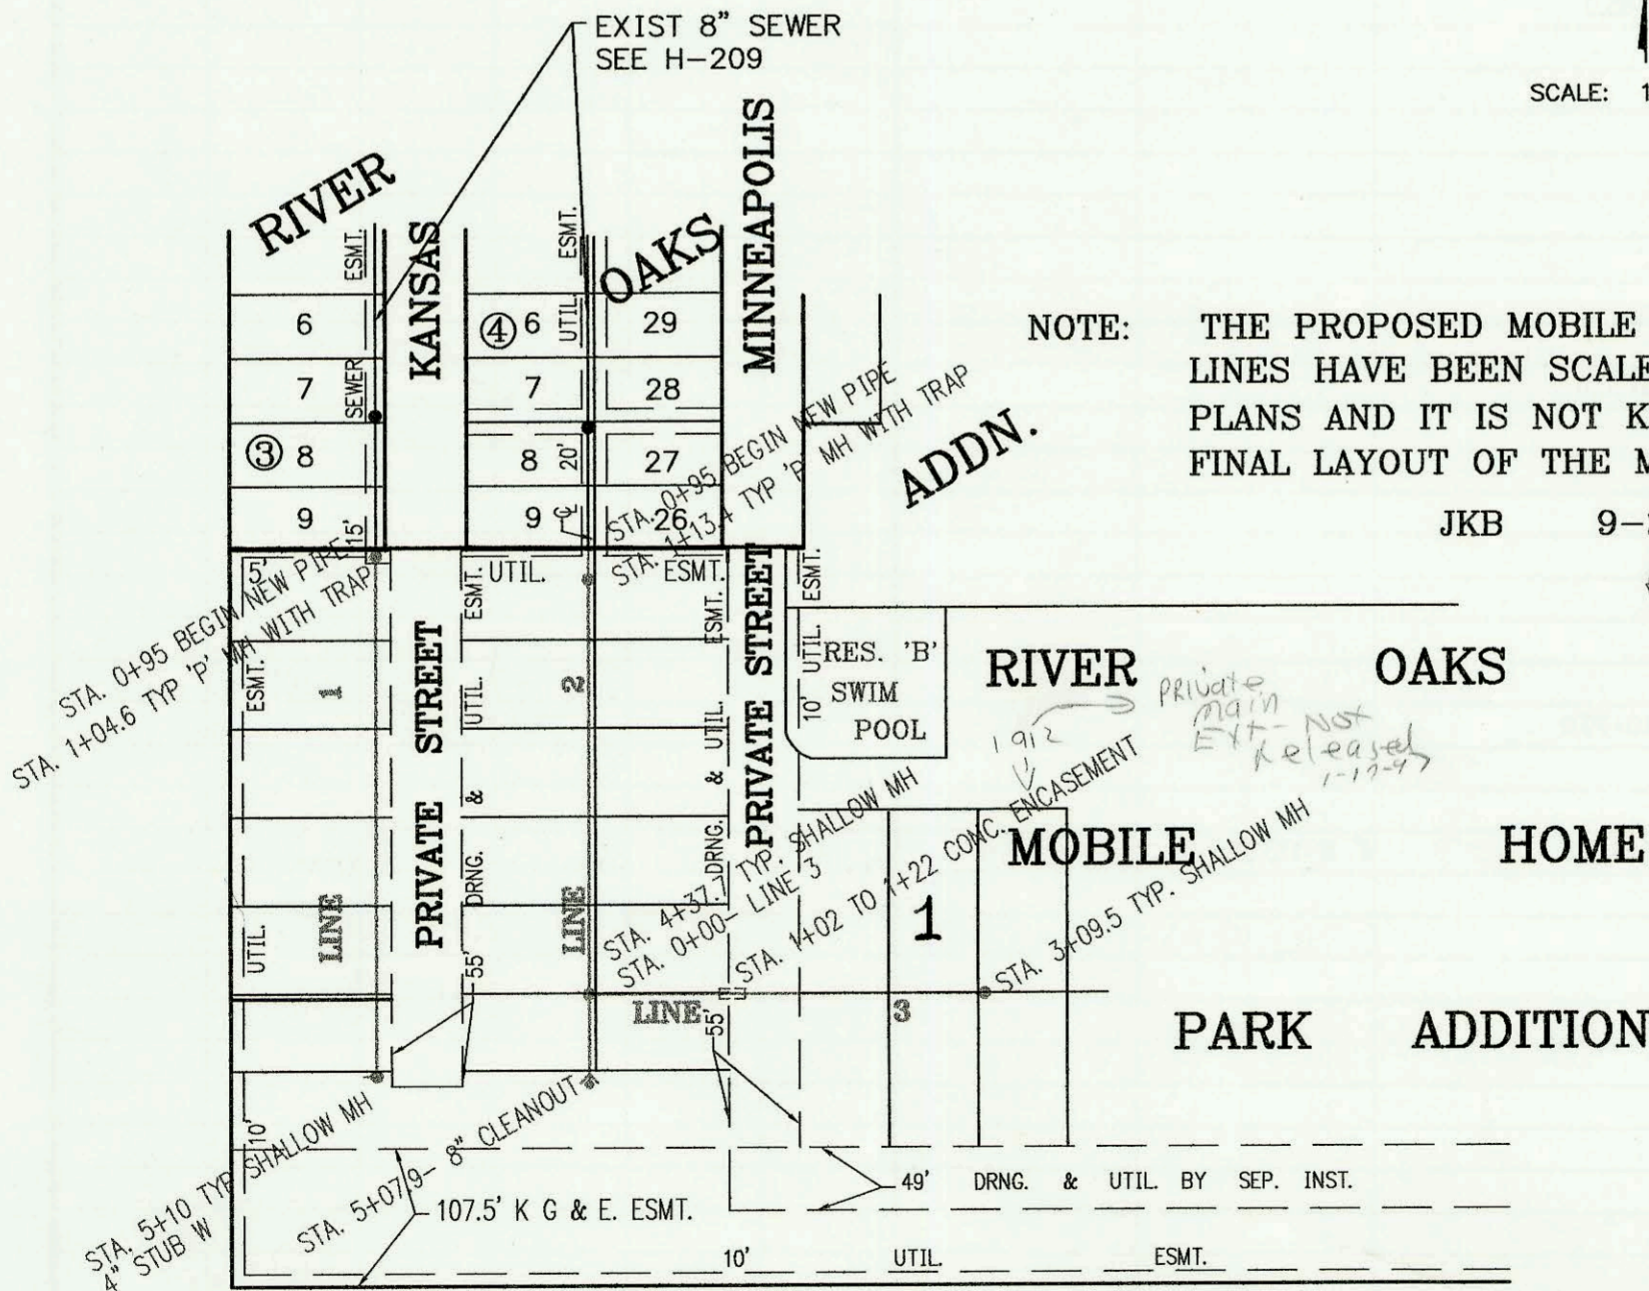 EXIST 8" SEWER
SEE H-209
SCALE: 1
RIVER
OAKS
ADDN.
KANSAS
MINNEAPOLIS
ESMT.
SEWER
15'
6
7
③ 8
9
ESMT.
UTIL.
20'
℄
④ 6
7
8
9
29
28
27
26
NOTE: THE PROPOSED MOBILE
LINES HAVE BEEN SCALE
PLANS AND IT IS NOT K
FINAL LAYOUT OF THE M
JKB 9-
STA. 0+95 BEGIN NEW PIPE
STA. 1+13.4 TYP 'P' MH WITH TRAP
STA. 0+95 BEGIN NEW PIPE
STA. 1+04.6 TYP 'P' MH WITH TRAP
5'
UTIL. ESMT.
UTIL. ESMT.
LINE 1
PRIVATE STREET
DRNG. & UTIL. ESMT.
LINE 2
DRNG. & UTIL. ESMT.
PRIVATE STREET
10' UTIL. ESMT.
RES. 'B'
SWIM
POOL
RIVER OAKS
MOBILE HOME
PARK ADDITION
1912
private
main
Ext - Not
Released
1-17-97
1
STA. 4+37.7 TYP. SHALLOW MH
STA. 0+00- LINE 3
STA. 1+02 TO 1+22 CONC. ENCASEMENT
STA. 3+09.5 TYP. SHALLOW MH
LINE 3
55'
55'
10'
STA. 5+10 TYP SHALLOW MH
4" STUB W
STA. 5+07.9- 8" CLEANOUT
107.5' K G & E. ESMT.
49' DRNG. & UTIL. BY SEP. INST.
10' UTIL. ESMT.